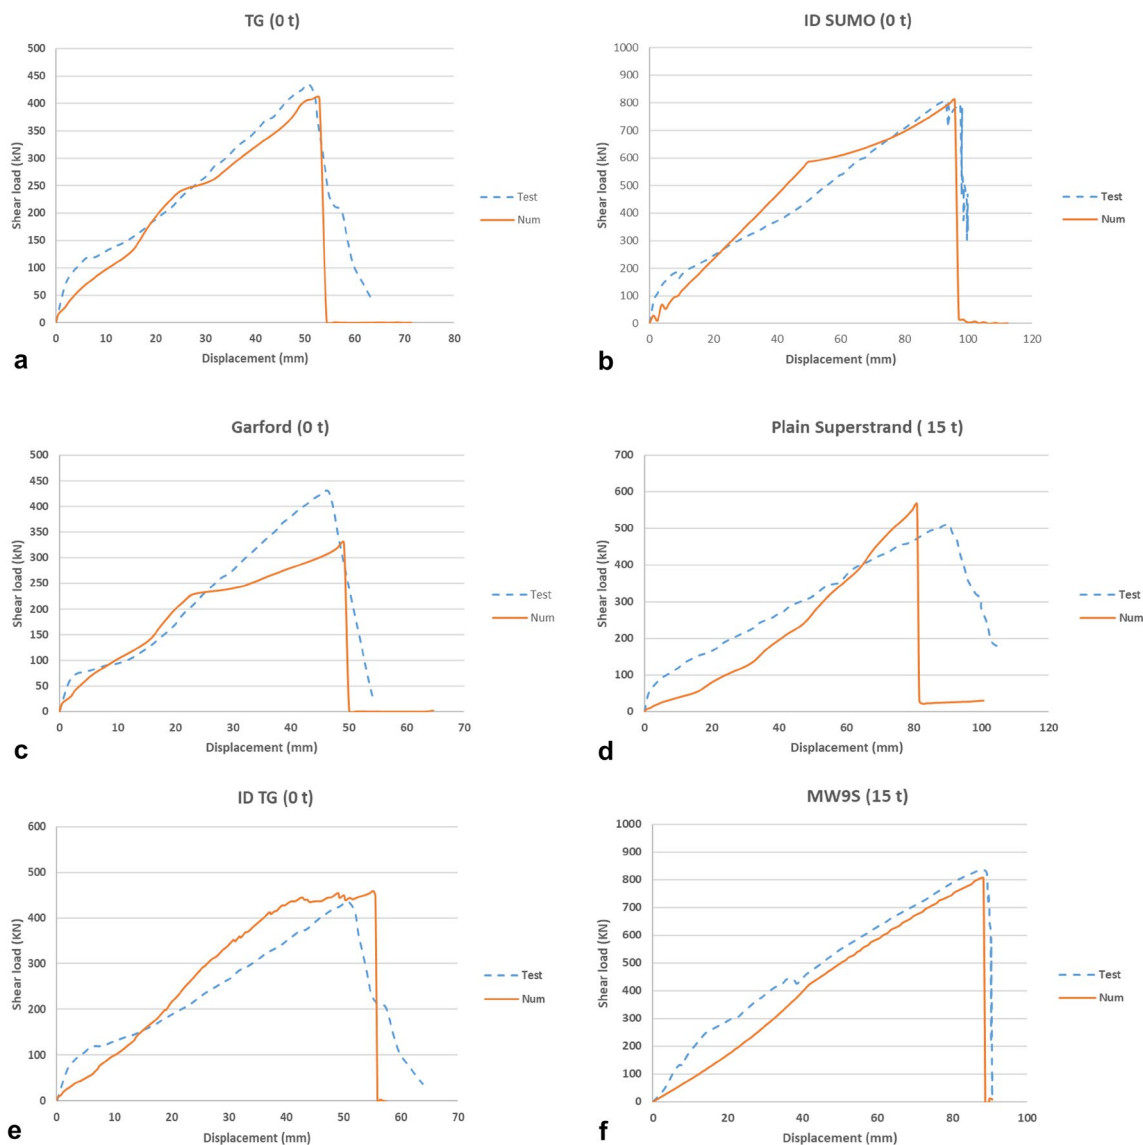 TG (0 t)
500
450
400
350
300
250
200
150
100
50
0
Shear load (kN)
0 10 20 30 40 50 60 70 80
Displacement (mm)
Test
Num
a
ID SUMO (0 t)
1000
900
800
700
600
500
400
300
200
100
0
Shear load (kN)
0 20 40 60 80 100 120
Displacement (mm)
Test
Num
b
Garford (0 t)
500
450
400
350
300
250
200
150
100
50
0
Shear load (kN)
0 10 20 30 40 50 60 70
Displacement (mm)
Test
Num
c
Plain Superstrand ( 15 t)
700
600
500
400
300
200
100
0
Shear load (kN)
0 20 40 60 80 100 120
Displacement (mm)
Test
Num
d
ID TG (0 t)
600
500
400
300
200
100
0
Shear load (KN)
0 10 20 30 40 50 60 70
Displacement (mm)
Test
Num
e
MW9S (15 t)
1000
900
800
700
600
500
400
300
200
100
0
Shear load (KN)
0 20 40 60 80 100
Displacement (mm)
Test
Num
f